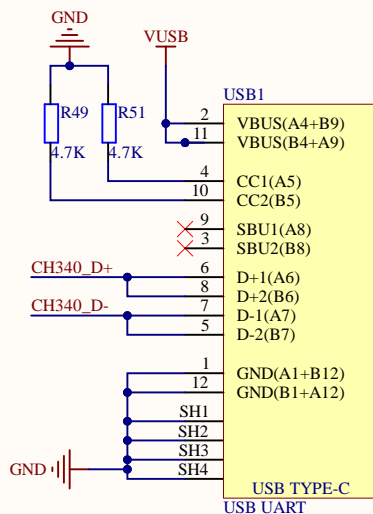 GND
VUSB
USB1
R49
R51
4.7K
4.7K
2
VBUS(A4+B9)
11
VBUS(B4+A9)
4
CC1(A5)
10
CC2(B5)
9
SBU1(A8)
3
SBU2(B8)
CH340_D+
6
D+1(A6)
8
D+2(B6)
CH340_D-
7
D-1(A7)
5
D-2(B7)
1
GND(A1+B12)
12
GND(B1+A12)
SH1
SH2
SH3
GND
SH4
USB TYPE-C
USB UART